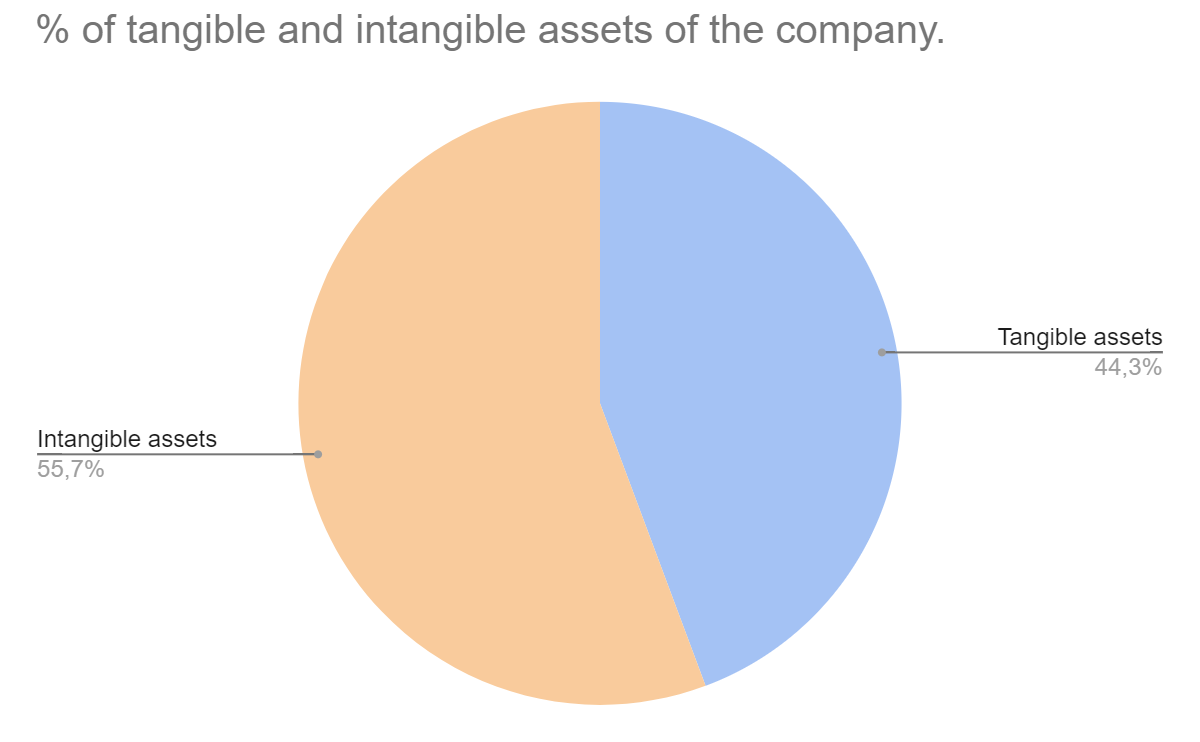 % of tangible and intangible assets of the company.
Tangible assets
44,3%
Intangible assets
55,7%